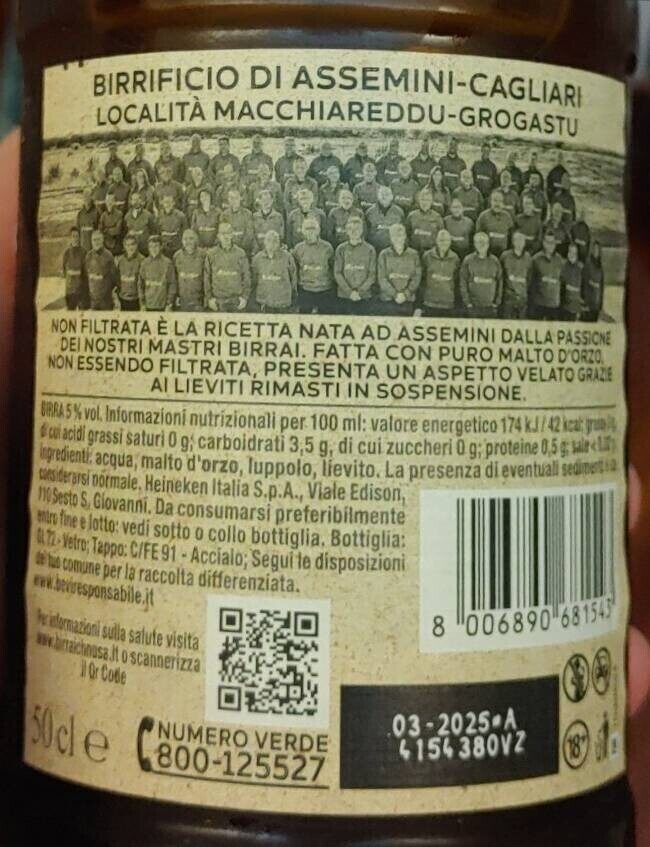 BIRRIFICIO DI ASSEMINI-CAGLIARI
LOCALITÀ MACCHIAREDDU-GROGASTU
NON FILTRATA È LA RICETTA NATA AD ASSEMINI DALLA PASSIONE
DEI NOSTRI MASTRI BIRRAI. FATTA CON PURO MALTO D'ORZO.
NON ESSENDO FILTRATA, PRESENTA UN ASPETTO VELATO GRAZIE
AI LIEVITI RIMASTI IN SOSPENSIONE.
BIRRA 5% vol. Informazioni nutrizionali per 100 ml: valore energetico 174 kJ/42 kcal;
di cui acidi grassi saturi 0 g; carboidrati 3,5 g, di cui zuccheri 0 g; proteine 0,5 g; sale
Ingredienti: acqua, malto d'orzo, luppolo, lievito. La presenza di eventuali sedimenti è da
considerarsi normale. Heineken Italia S.p.A., Viale Edison,
110 Sesto S. Giovanni. Da consumarsi preferibilmente
entro fine e lotto: vedi sotto o collo bottiglia. Bottiglia:
GL 72 - Vetro; Tappo: C/FE 91 - Acciaio; Segui le disposizioni
del tuo comune per la raccolta differenziata.
www.beviresponsabile.it
Per informazioni sulla salute visita
www.birraichnusa.it o scannerizza
il Qr Code
8 006890 681543
50 cl e
NUMERO VERDE
800-125527
03-2025•A
4154380VZ
18+